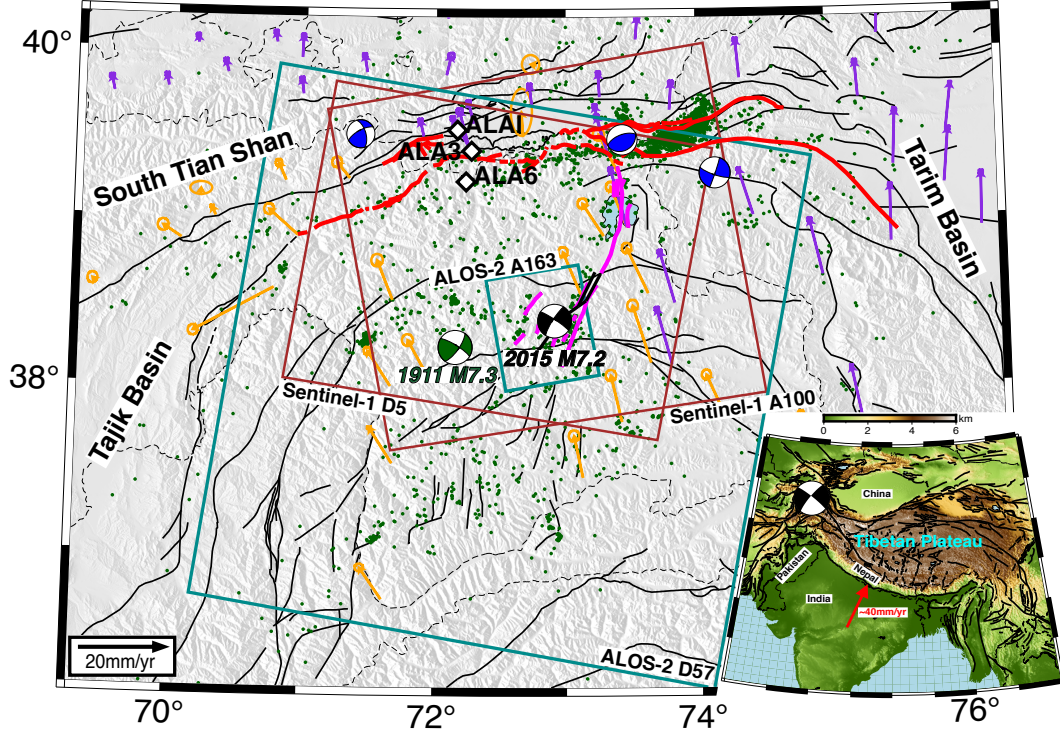 40°
38°
70°
72°
74°
76°
South Tian Shan
Tarim Basin
Tajik Basin
ALAI
ALA3
ALA6
ALOS-2 A163
2015 M7.2
1911 M7.3
Sentinel-1 D5
Sentinel-1 A100
ALOS-2 D57
20mm/yr
km
0 2 4 6
China
Tibetan Plateau
Pakistan
Nepal
India
~40mm/yr